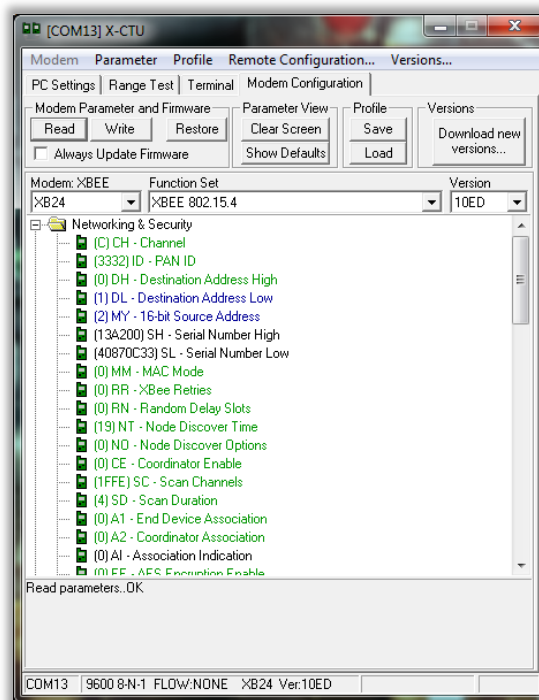 [COM13] X-CTU
Modem Parameter Profile Remote Configuration... Versions...
PC Settings Range Test Terminal Modem Configuration
Modem Parameter and Firmware Parameter View Profile Versions
Read Write Restore Clear Screen Save Download new versions...
Always Update Firmware Show Defaults Load
Modem: XBEE Function Set Version
XB24 XBEE 802.15.4 10ED
Networking & Security
(C) CH - Channel
(3332) ID - PAN ID
(0) DH - Destination Address High
(1) DL - Destination Address Low
(2) MY - 16-bit Source Address
(13A200) SH - Serial Number High
(40870C33) SL - Serial Number Low
(0) MM - MAC Mode
(0) RR - XBee Retries
(0) RN - Random Delay Slots
(19) NT - Node Discover Time
(0) NO - Node Discover Options
(0) CE - Coordinator Enable
(1FFE) SC - Scan Channels
(4) SD - Scan Duration
(0) A1 - End Device Association
(0) A2 - Coordinator Association
(0) AI - Association Indication
(0) EE - AES Encryption Enable
Read parameters..OK
COM13 9600 8-N-1 FLOW:NONE XB24 Ver:10ED